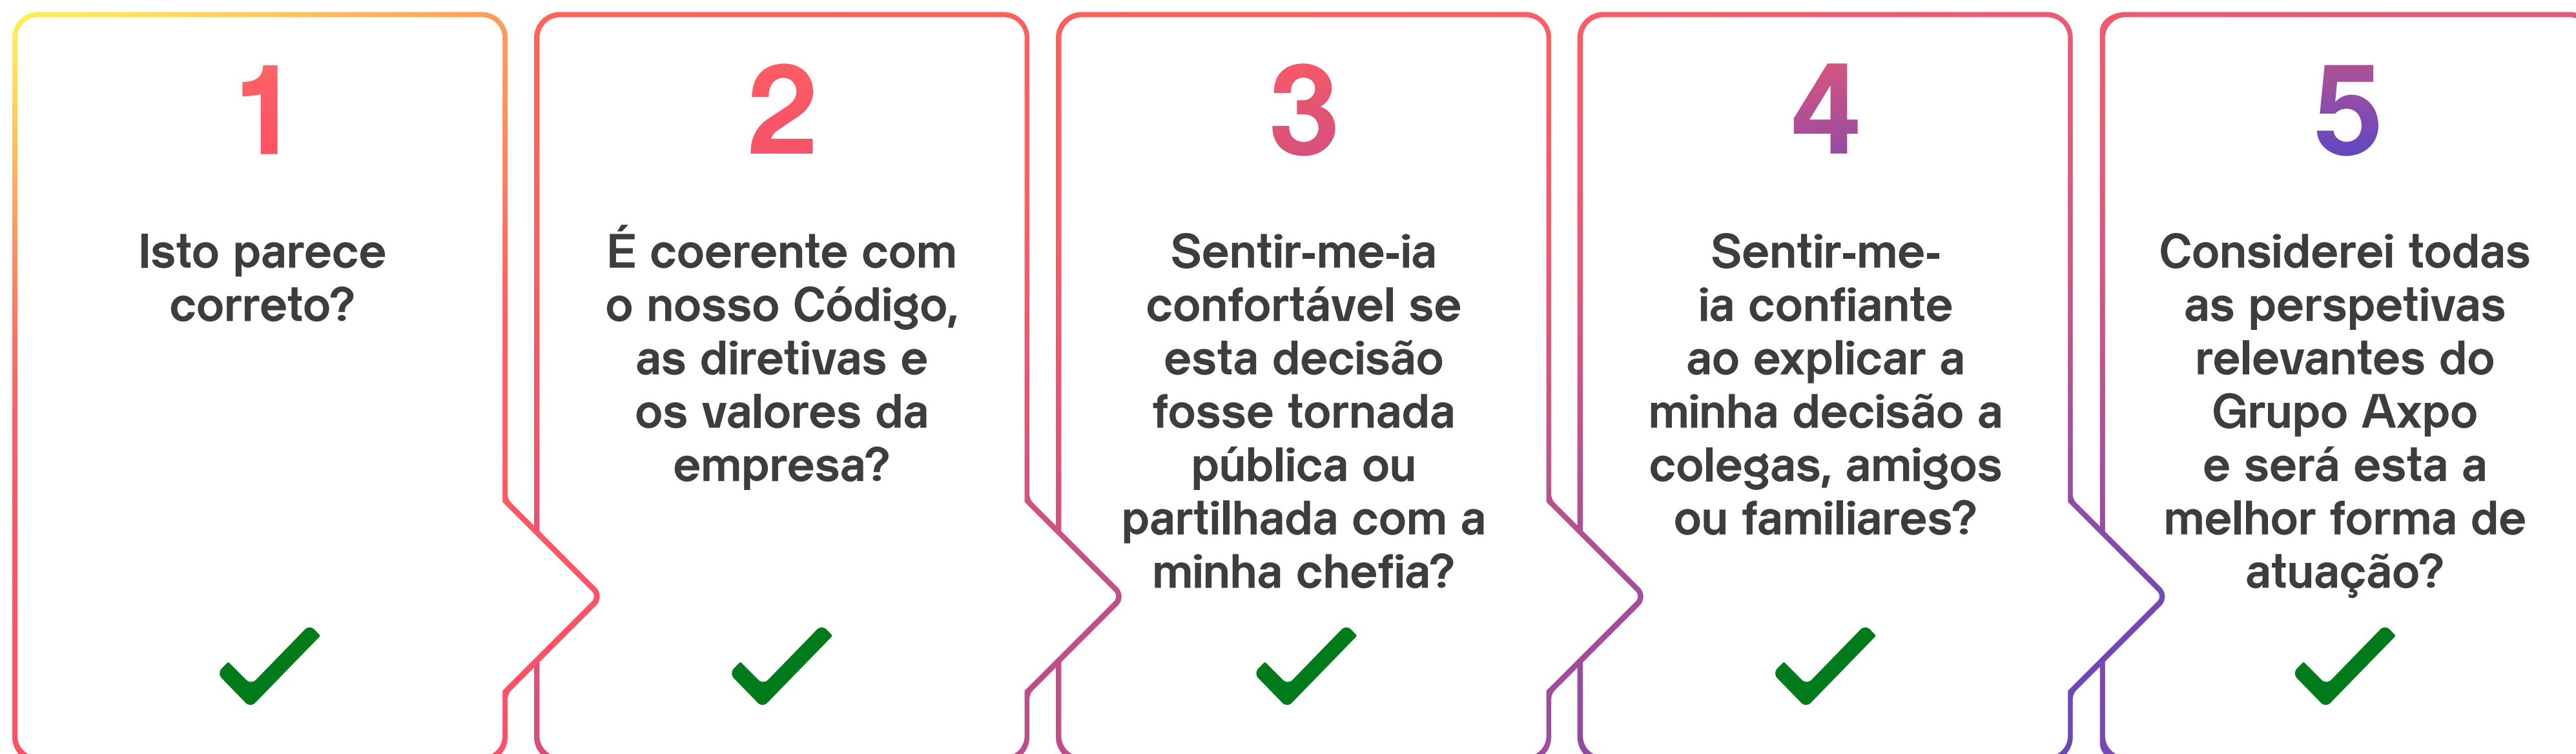 1
Isto parece
correto?
2
É coerente com
o nosso Código,
as diretivas e
os valores da
empresa?
3
Sentir-me-ia
confortável se
esta decisão
fosse tornada
pública ou
partilhada com a
minha chefia?
4
Sentir-me-
ia confiante
ao explicar a
minha decisão a
colegas, amigos
ou familiares?
5
Considerei todas
as perspetivas
relevantes do
Grupo Axpo
e será esta a
melhor forma de
atuação?